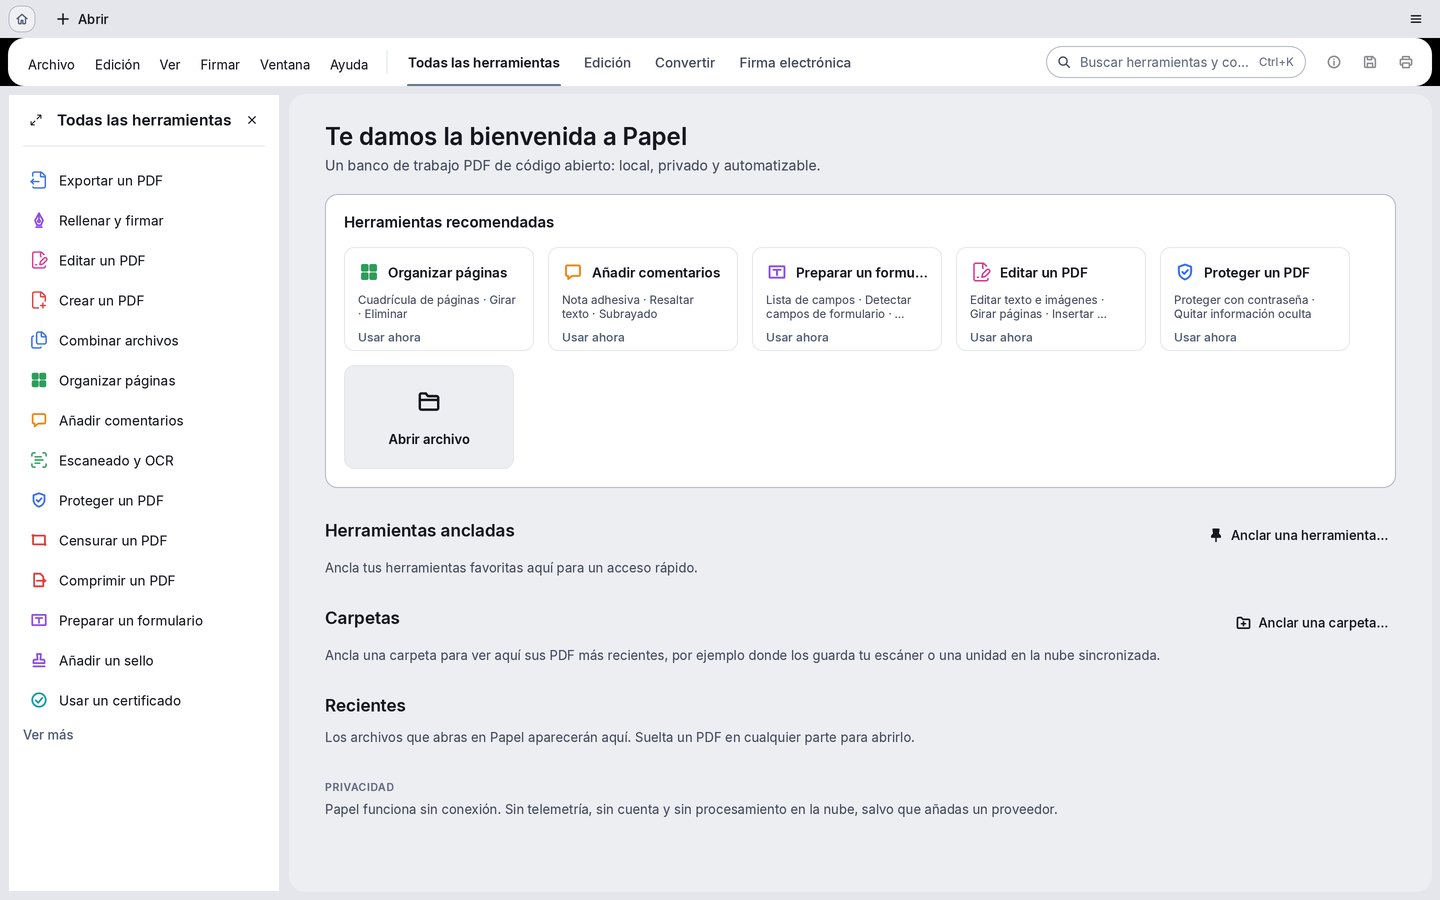 Abrir
Archivo Edición Ver Firmar Ventana Ayuda Todas las herramientas Edición Convertir Firma electrónica Buscar herramientas y co... Ctrl+K
Todas las herramientas
Exportar un PDF
Rellenar y firmar
Editar un PDF
Crear un PDF
Combinar archivos
Organizar páginas
Añadir comentarios
Escaneado y OCR
Proteger un PDF
Censurar un PDF
Comprimir un PDF
Preparar un formulario
Añadir un sello
Usar un certificado
Ver más
Te damos la bienvenida a Papel
Un banco de trabajo PDF de código abierto: local, privado y automatizable.
Herramientas recomendadas
Organizar páginas
Cuadrícula de páginas · Girar
· Eliminar
Usar ahora
Añadir comentarios
Nota adhesiva · Resaltar
texto · Subrayado
Usar ahora
Preparar un formu...
Lista de campos · Detectar
campos de formulario · ...
Usar ahora
Editar un PDF
Editar texto e imágenes ·
Girar páginas · Insertar ...
Usar ahora
Proteger un PDF
Proteger con contraseña ·
Quitar información oculta
Usar ahora
Abrir archivo
Herramientas ancladas
Anclar una herramienta...
Ancla tus herramientas favoritas aquí para un acceso rápido.
Carpetas
Anclar una carpeta...
Ancla una carpeta para ver aquí sus PDF más recientes, por ejemplo donde los guarda tu escáner o una unidad en la nube sincronizada.
Recientes
Los archivos que abras en Papel aparecerán aquí. Suelta un PDF en cualquier parte para abrirlo.
PRIVACIDAD
Papel funciona sin conexión. Sin telemetría, sin cuenta y sin procesamiento en la nube, salvo que añadas un proveedor.